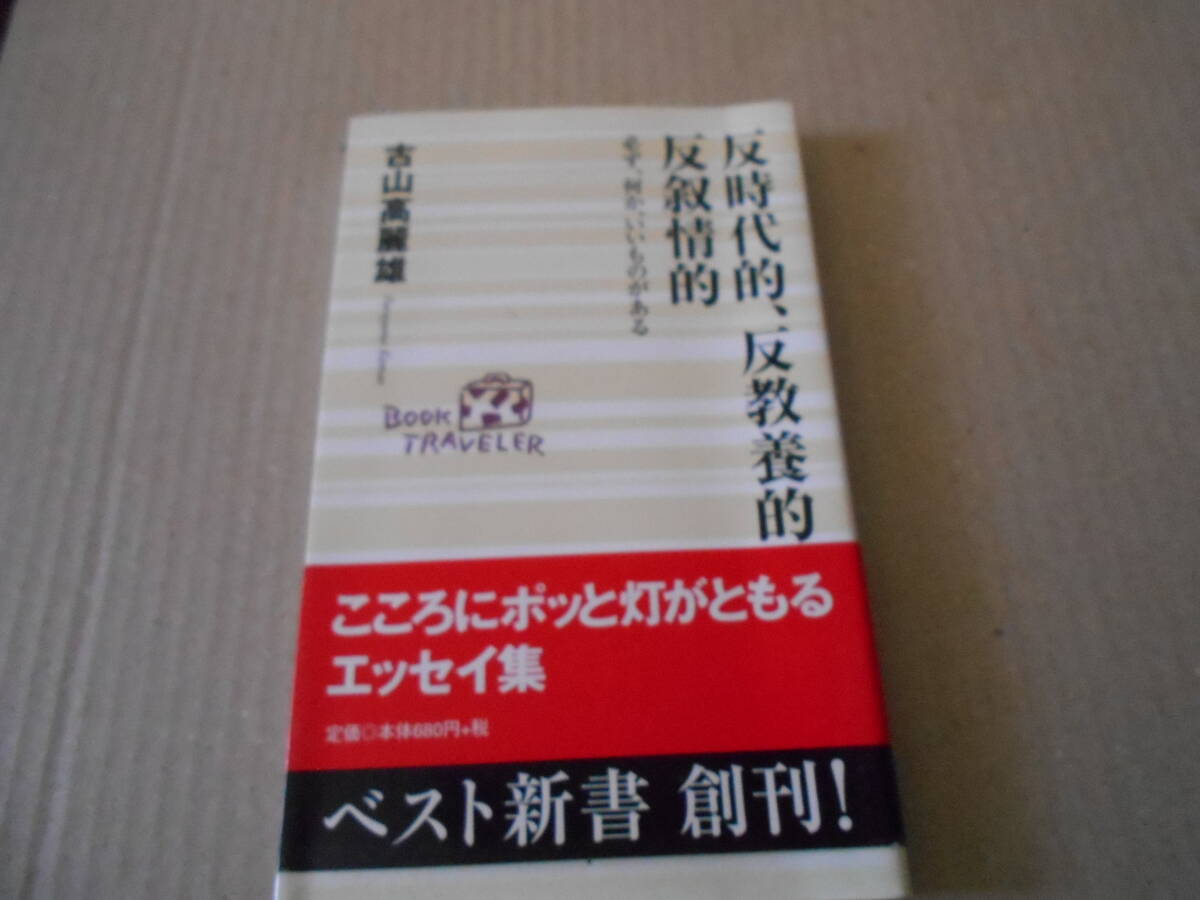 反時代的、反教養的
反叙情的
必ず、何か、いいものがある
古山高麗雄
BOOK
TRAVELER
こころにポッと灯がともる
エッセイ集
定価◎本体680円+税
ベスト新書 創刊!